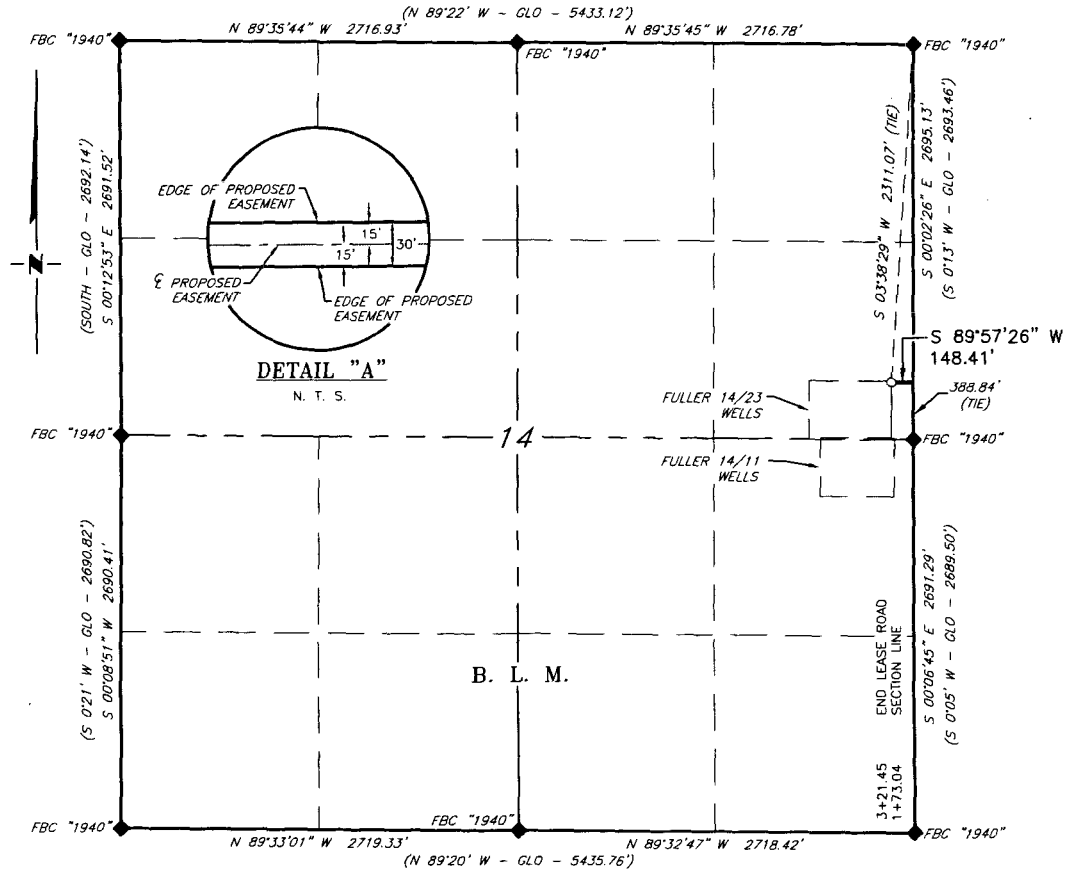 (N 89°22' W - GLO - 5433.12')
N 89°35'44" W 2716.93'
N 89°35'45" W 2716.78'
FBC "1940"
FBC "1940"
FBC "1940"
(SOUTH - GLO - 2692.14')
S 00°12'53" E 2691.52'
S 03°38'29" W 2311.07' (TIE)
S 00°02'26" E 2695.13'
(S 0°13' W - GLO - 2693.46')
EDGE OF PROPOSED
EASEMENT
15'
30'
15'
℄ PROPOSED
EASEMENT
EDGE OF PROPOSED
EASEMENT
N
DETAIL "A"
N. T. S.
S 89°57'26" W
148.41'
388.84'
(TIE)
FULLER 14/23
WELLS
FBC "1940"
14
FBC "1940"
FULLER 14/11
WELLS
(S 0°21' W - GLO - 2690.82')
S 00°08'51" W 2690.41'
B. L. M.
3+21.45 END LEASE ROAD
1+73.04 SECTION LINE
S 00°06'45" E 2691.29'
(S 0°05' W - GLO - 2689.50')
FBC "1940"
FBC "1940"
FBC "1940"
N 89°33'01" W 2719.33'
N 89°32'47" W 2718.42'
(N 89°20' W - GLO - 5435.76')